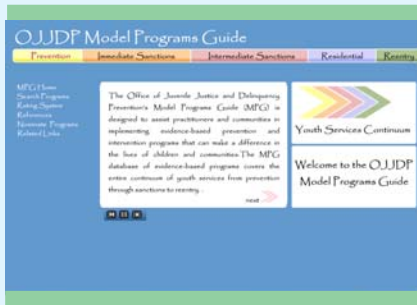 OJJDP Model Programs Guide
Prevention Immediate Sanctions Intermediate Sanctions Residential Reentry
MPG Home
Search Programs
Rating System
References
Nominate Programs
Related Links
The Office of Juvenile Justice and Delinquency
Prevention's Model Programs Guide (MPG) is
designed to assist practitioners and communities in
implementing evidence-based prevention and
intervention programs that can make a difference in
the lives of children and communities. The MPG
database of evidence-based programs covers the
entire continuum of youth services from prevention
through sanctions to reentry.
next
Youth Services Continuum
Welcome to the OJJDP
Model Programs Guide